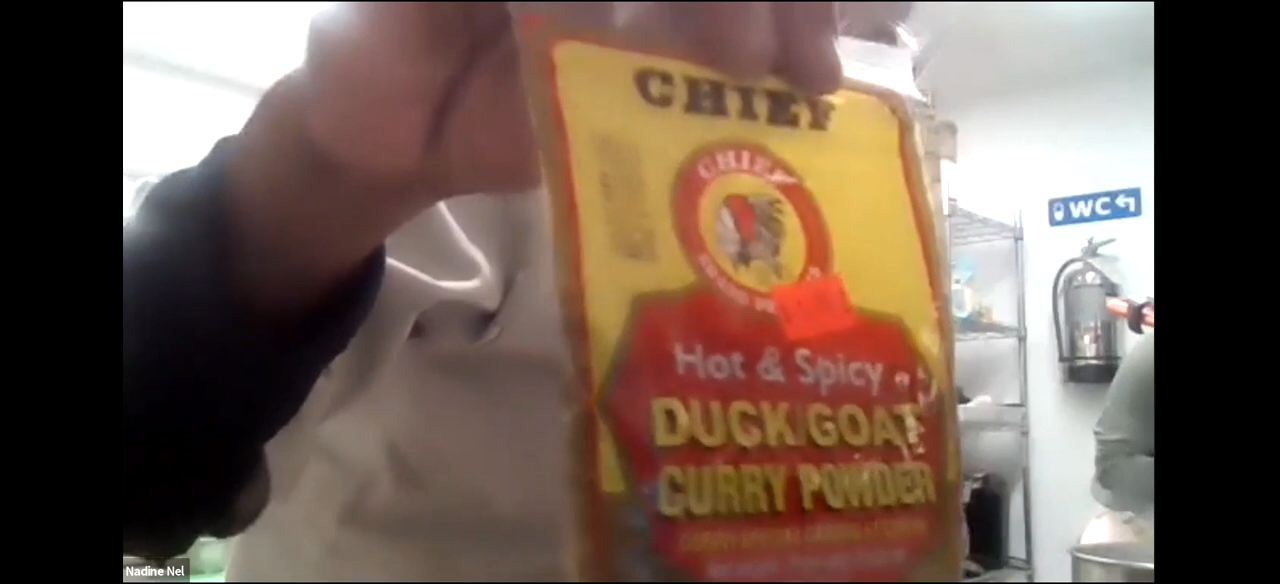 CHIEF
CHIEF
Hot & Spicy
DUCK/GOAT
CURRY POWDER
WC
Nadine Nel